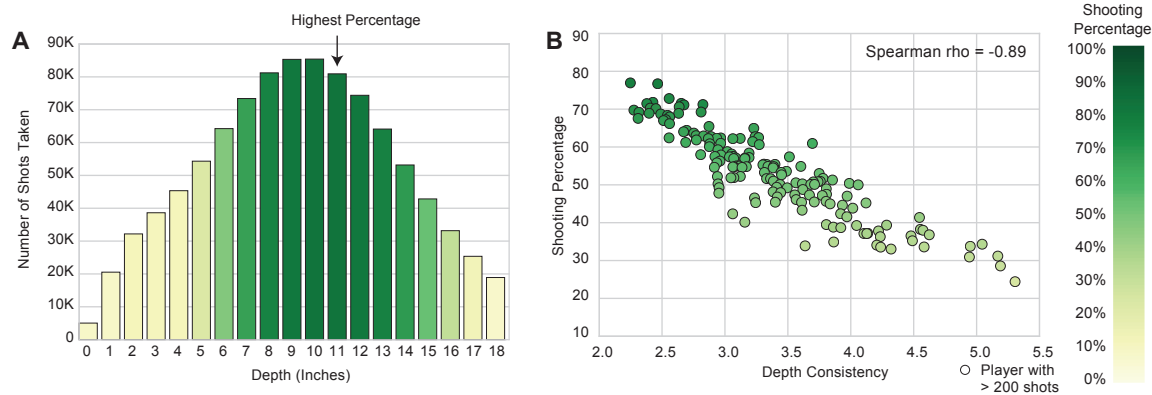 A
Highest Percentage
Number of Shots Taken
90K
80K
70K
60K
50K
40K
30K
20K
10K
0
0 1 2 3 4 5 6 7 8 9 10 11 12 13 14 15 16 17 18
Depth (Inches)
B
Spearman rho = -0.89
Shooting Percentage
90
80
70
60
50
40
30
20
10
2.0 2.5 3.0 3.5 4.0 4.5 5.0 5.5
Depth Consistency
Player with
> 200 shots
Shooting
Percentage
100%
90%
80%
70%
60%
50%
40%
30%
20%
10%
0%